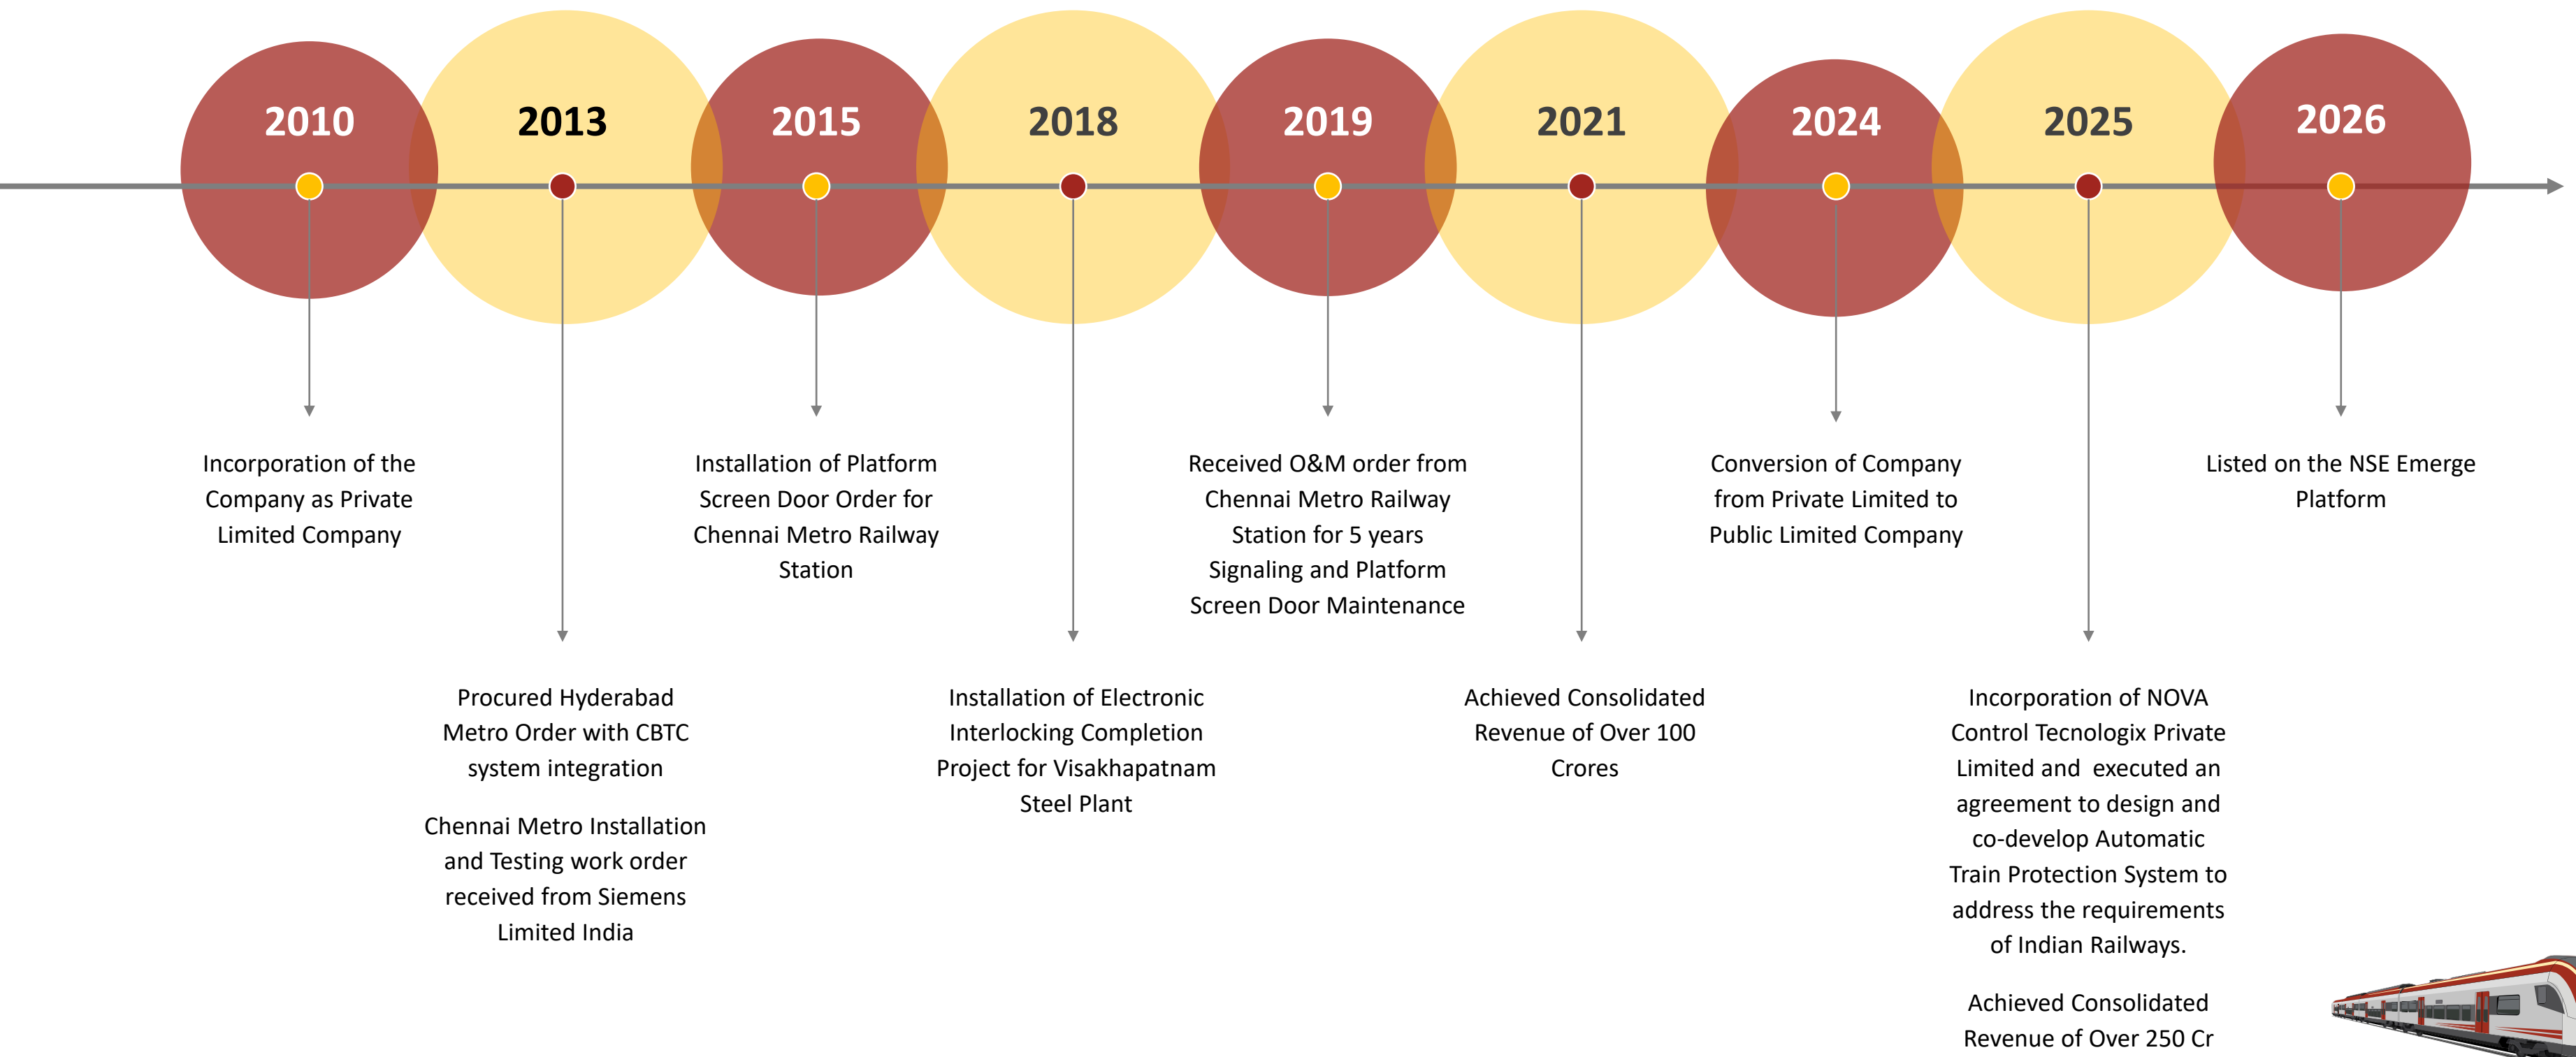 2010
2013
2015
2018
2019
2021
2024
2025
2026
Incorporation of the
Company as Private
Limited Company
Procured Hyderabad
Metro Order with CBTC
system integration
Chennai Metro Installation
and Testing work order
received from Siemens
Limited India
Installation of Platform
Screen Door Order for
Chennai Metro Railway
Station
Installation of Electronic
Interlocking Completion
Project for Visakhapatnam
Steel Plant
Received O&M order from
Chennai Metro Railway
Station for 5 years
Signaling and Platform
Screen Door Maintenance
Achieved Consolidated
Revenue of Over 100
Crores
Conversion of Company
from Private Limited to
Public Limited Company
Incorporation of NOVA
Control Tecnologix Private
Limited and executed an
agreement to design and
co-develop Automatic
Train Protection System to
address the requirements
of Indian Railways.
Achieved Consolidated
Revenue of Over 250 Cr
Listed on the NSE Emerge
Platform